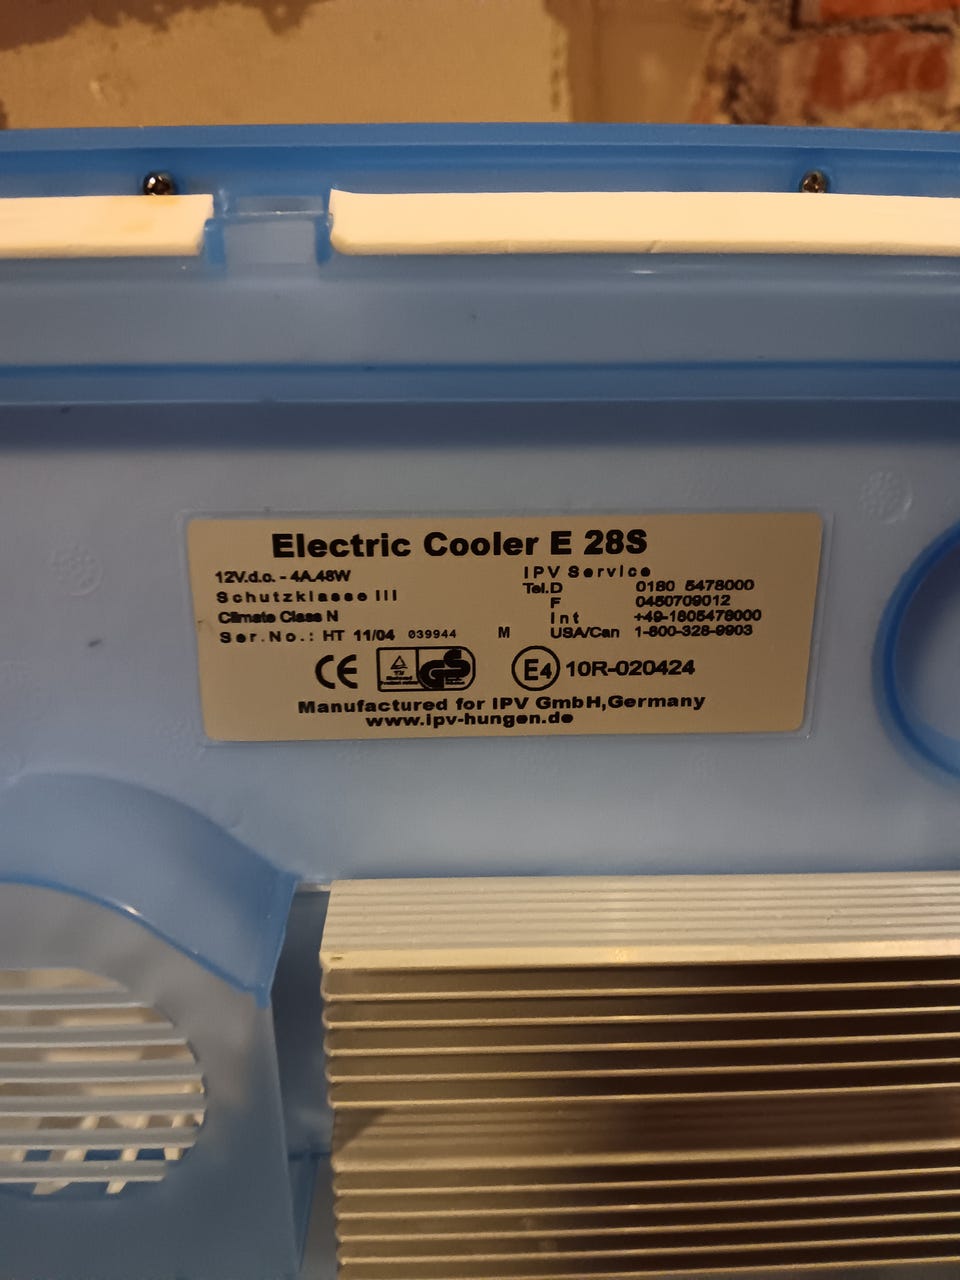 Electric Cooler E 28S
12V.d.c. - 4A.48W
Schutzklasse III
Climate Class N
Ser.No.: HT 11/04 039944 M
IPV Service
Tel.D 0180 5478000
F 0450709012
Int +49-1805478000
USA/Can 1-800-328-9903
CE
GS
E4 10R-020424
Manufactured for IPV GmbH,Germany
www.ipv-hungen.de